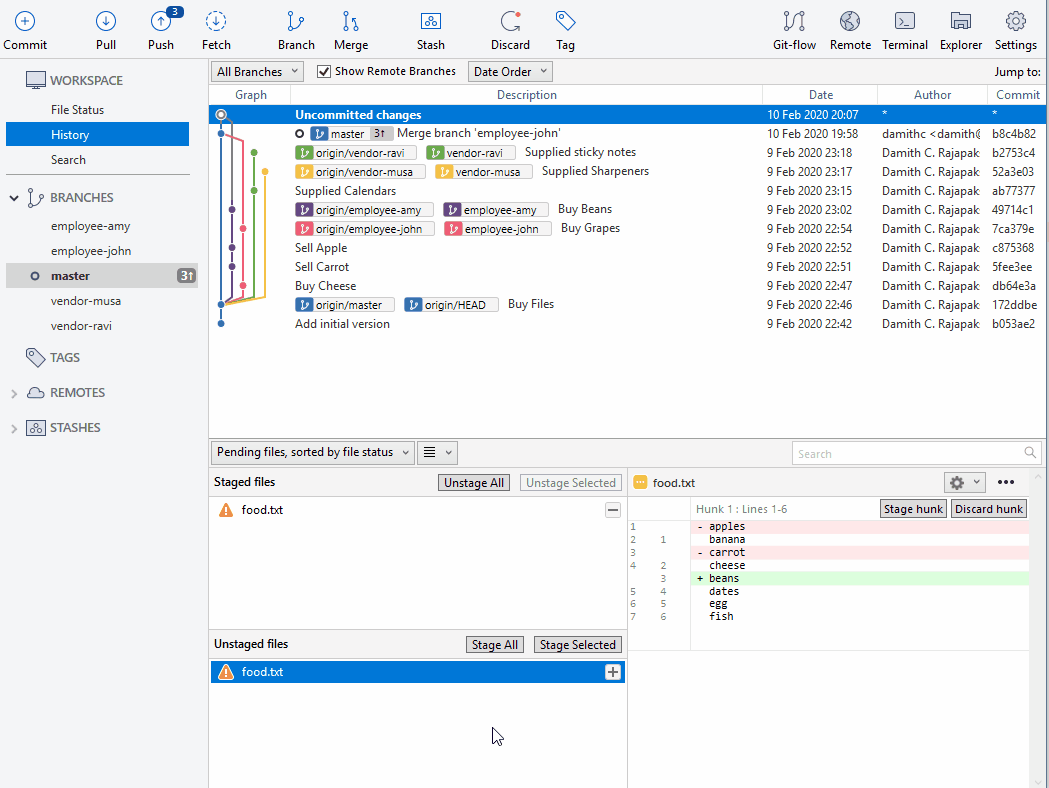 3
Commit Pull Push Fetch Branch Merge Stash Discard Tag Git-flow Remote Terminal Explorer Settings
WORKSPACE
File Status
History
Search
BRANCHES
employee-amy
employee-john
master 3↑
vendor-musa
vendor-ravi
TAGS
REMOTES
STASHES
All Branches Show Remote Branches Date Order Jump to:
Graph Description Date Author Commit
Uncommitted changes 10 Feb 2020 20:07 * *
master 3↑ Merge branch 'employee-john' 10 Feb 2020 19:58 damithc <damith@ b8c4b82
origin/vendor-ravi vendor-ravi Supplied sticky notes 9 Feb 2020 23:18 Damith C. Rajapak b2753c4
origin/vendor-musa vendor-musa Supplied Sharpeners 9 Feb 2020 23:17 Damith C. Rajapak 52a3e03
Supplied Calendars 9 Feb 2020 23:15 Damith C. Rajapak ab77377
origin/employee-amy employee-amy Buy Beans 9 Feb 2020 23:02 Damith C. Rajapak 49714c1
origin/employee-john employee-john Buy Grapes 9 Feb 2020 22:54 Damith C. Rajapak 7ca379e
Sell Apple 9 Feb 2020 22:52 Damith C. Rajapak c875368
Sell Carrot 9 Feb 2020 22:51 Damith C. Rajapak 5fee3ee
Buy Cheese 9 Feb 2020 22:47 Damith C. Rajapak db64e3a
origin/master origin/HEAD Buy Files 9 Feb 2020 22:46 Damith C. Rajapak 172ddbe
Add initial version 9 Feb 2020 22:42 Damith C. Rajapak b053ae2
Pending files, sorted by file status Search
Staged files Unstage All Unstage Selected
food.txt
Unstaged files Stage All Stage Selected
food.txt
food.txt
Hunk 1 : Lines 1-6 Stage hunk Discard hunk
1 - apples
2 1 banana
3 - carrot
4 2 cheese
3 + beans
5 4 dates
6 5 egg
7 6 fish